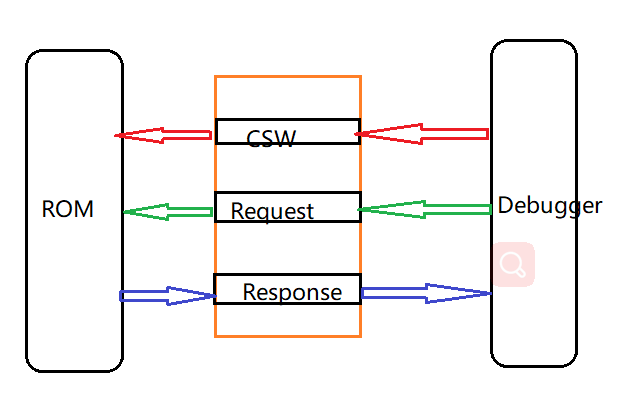 CSW
ROM
Request
Debugger
Response